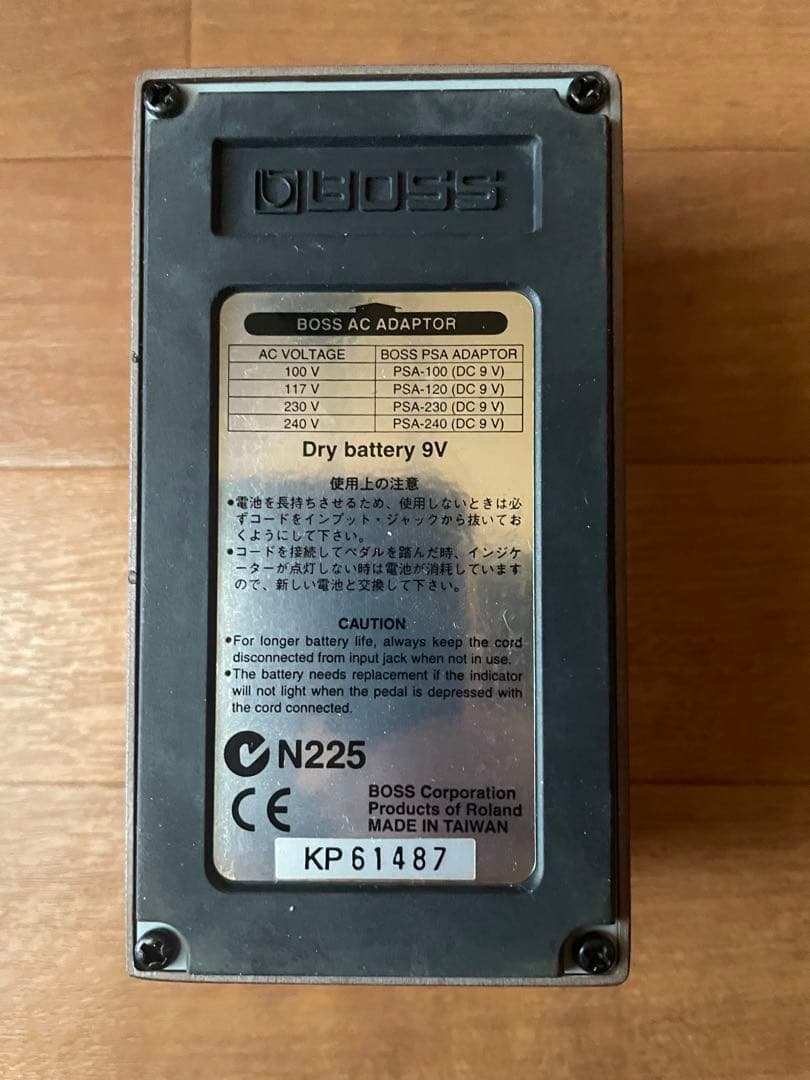 BOSS
BOSS AC ADAPTOR
AC VOLTAGE BOSS PSA ADAPTOR
100 V PSA-100 (DC 9 V)
117 V PSA-120 (DC 9 V)
230 V PSA-230 (DC 9 V)
240 V PSA-240 (DC 9 V)
Dry battery 9V
使用上の注意
●電池を長持ちさせるため、使用しないときは必
ずコードをインプット・ジャックから抜いてお
くようにして下さい。
●コードを接続してペダルを踏んだ時、インジケ
ーターが点灯しない時は電池が消耗しています
ので、新しい電池と交換して下さい。
CAUTION
●For longer battery life, always keep the cord
disconnected from input jack when not in use.
●The battery needs replacement if the indicator
will not light when the pedal is depressed with
the cord connected.
N225
CE
BOSS Corporation
Products of Roland
MADE IN TAIWAN
KP61487